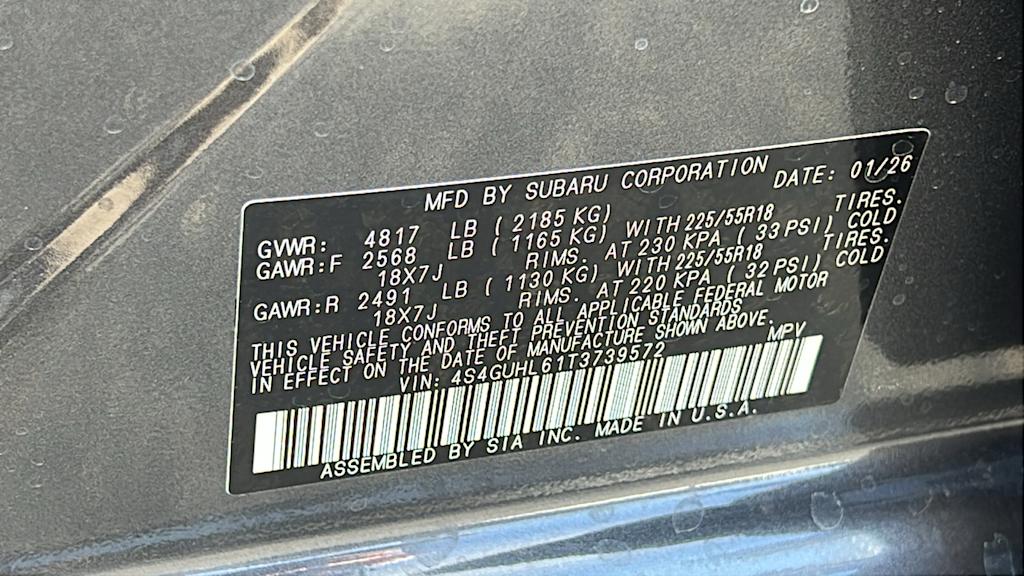 MFD BY SUBARU CORPORATION DATE: 01/26
GVWR: 4817 LB ( 2185 KG)
GAWR:F 2568 LB ( 1165 KG) WITH 225/55R18 TIRES.
18X7J RIMS. AT 230 KPA ( 33 PSI) COLD
GAWR:R 2491 LB ( 1130 KG) WITH 225/55R18 TIRES.
18X7J RIMS. AT 220 KPA ( 32 PSI) COLD
THIS VEHICLE CONFORMS TO ALL APPLICABLE FEDERAL MOTOR
VEHICLE SAFETY AND THEFT PREVENTION STANDARDS
IN EFFECT ON THE DATE OF MANUFACTURE SHOWN ABOVE.
VIN: 4S4GUHL61T3739572 MPV
ASSEMBLED BY SIA INC. MADE IN U.S.A.